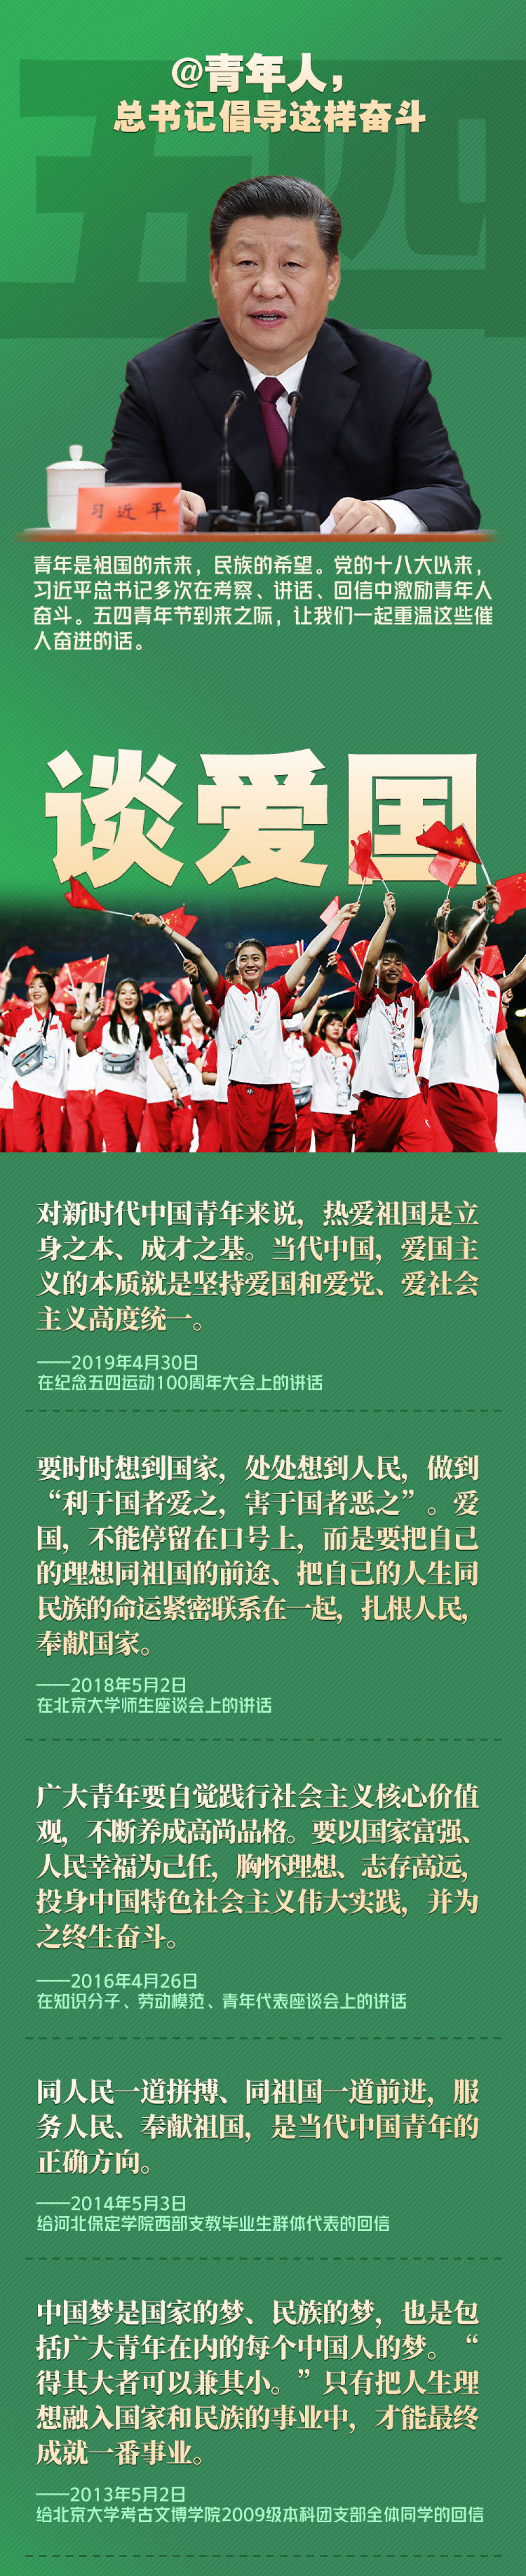 五四
@青年人，
总书记倡导这样奋斗
习近平
青年是祖国的未来，民族的希望。党的十八大以来，
习近平总书记多次在考察、讲话、回信中激励青年人
奋斗。五四青年节到来之际，让我们一起重温这些催
人奋进的话。
谈爱国
对新时代中国青年来说，热爱祖国是立
身之本、成才之基。当代中国，爱国主
义的本质就是坚持爱国和爱党、爱社会
主义高度统一。
——2019年4月30日
在纪念五四运动100周年大会上的讲话
要时时想到国家，处处想到人民，做到
“利于国者爱之，害于国者恶之”。爱
国，不能停留在口号上，而是要把自己
的理想同祖国的前途、把自己的人生同
民族的命运紧密联系在一起，扎根人民，
奉献国家。
——2018年5月2日
在北京大学师生座谈会上的讲话
广大青年要自觉践行社会主义核心价值
观，不断养成高尚品格。要以国家富强、
人民幸福为己任，胸怀理想、志存高远，
投身中国特色社会主义伟大实践，并为
之终生奋斗。
——2016年4月26日
在知识分子、劳动模范、青年代表座谈会上的讲话
同人民一道拼搏、同祖国一道前进，服
务人民、奉献祖国，是当代中国青年的
正确方向。
——2014年5月3日
给河北保定学院西部支教毕业生群体代表的回信
中国梦是国家的梦、民族的梦，也是包
括广大青年在内的每个中国人的梦。“
得其大者可以兼其小。”只有把人生理
想融入国家和民族的事业中，才能最终
成就一番事业。
——2013年5月2日
给北京大学考古文博学院2009级本科团支部全体同学的回信